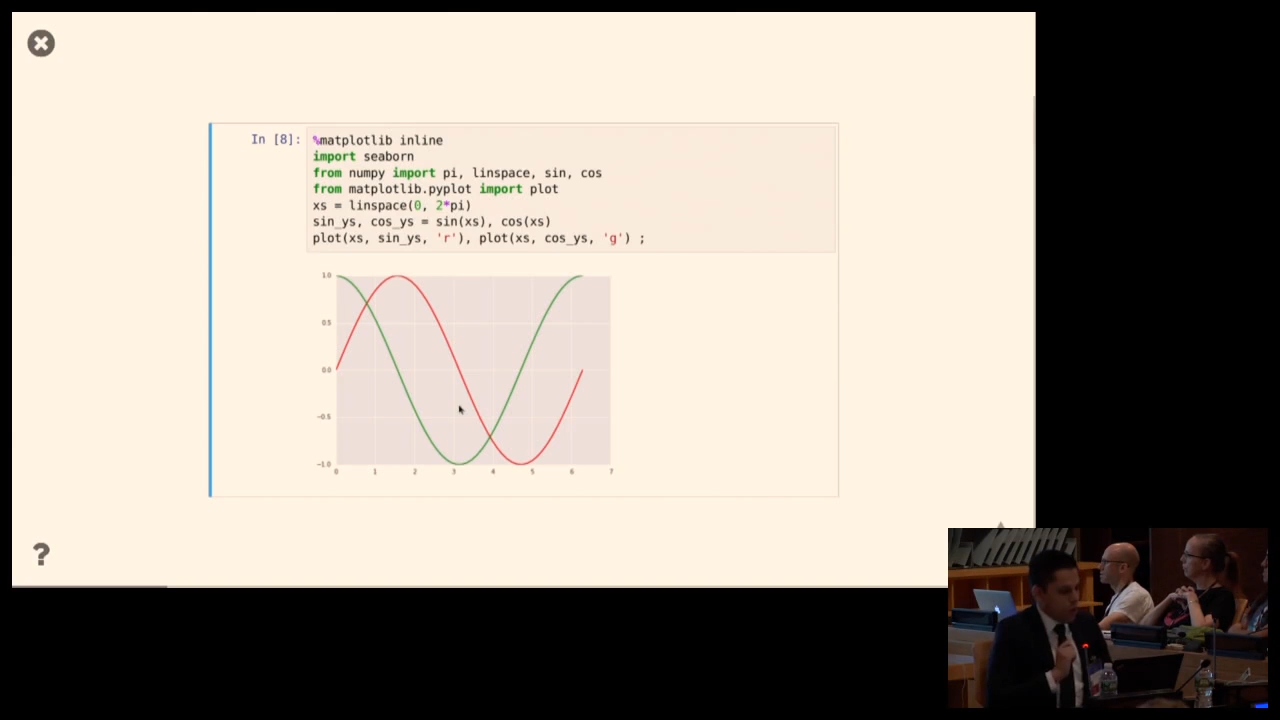 In [8]:
%matplotlib inline
import seaborn
from numpy import pi, linspace, sin, cos
from matplotlib.pyplot import plot
xs = linspace(0, 2*pi)
sin_ys, cos_ys = sin(xs), cos(xs)
plot(xs, sin_ys, 'r'), plot(xs, cos_ys, 'g') ;
1.0
0.5
0.0
−0.5
−1.0
0 1 2 3 4 5 6 7
?